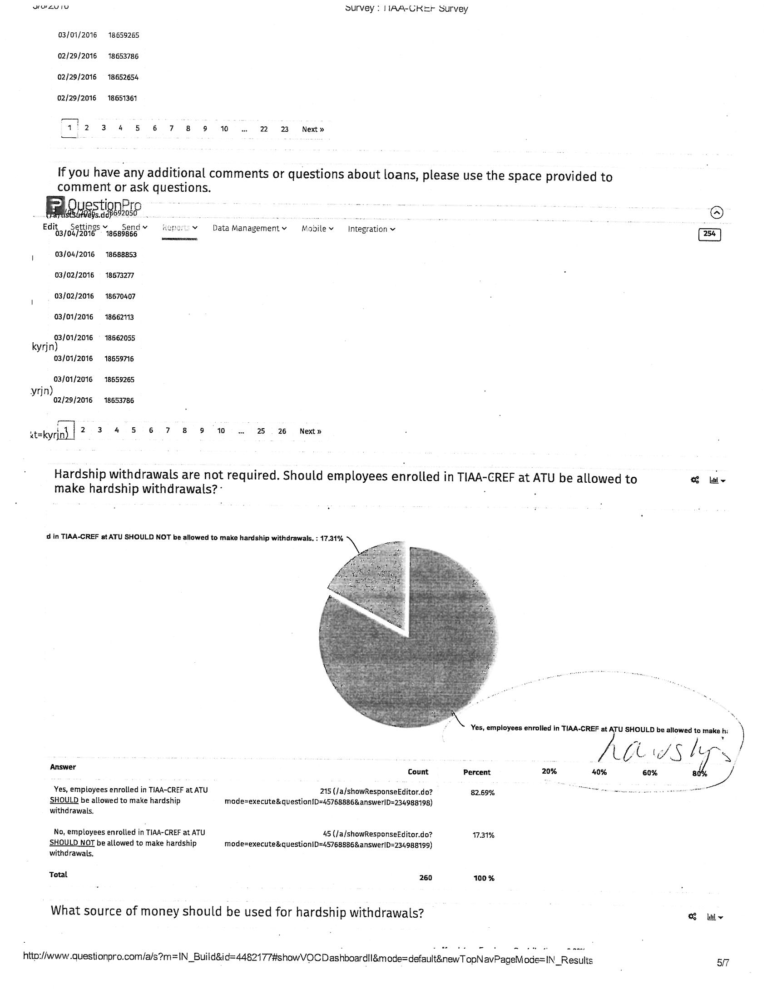 Survey : TIAA-CREF Survey
03/01/2016 18659265
02/29/2016 18653786
02/29/2016 18652654
02/29/2016 18651361
1 2 3 4 5 6 7 8 9 10 ... 22 23 Next »
If you have any additional comments or questions about loans, please use the space provided to
comment or ask questions.
QuestionPro
(/a/listSurveys.do) 18692050
Edit Settings Send Reports Data Management Mobile Integration
254
03/04/2016 18689866
03/04/2016 18688853
03/02/2016 18673277
03/02/2016 18670407
03/01/2016 18662113
03/01/2016 18662055
kyrjn)
03/01/2016 18659716
03/01/2016 18659265
yrjn)
02/29/2016 18653786
xt=kyrjn)
1 2 3 4 5 6 7 8 9 10 ... 25 26 Next »
Hardship withdrawals are not required. Should employees enrolled in TIAA-CREF at ATU be allowed to
make hardship withdrawals?
d in TIAA-CREF at ATU SHOULD NOT be allowed to make hardship withdrawals. : 17.31%
Yes, employees enrolled in TIAA-CREF at ATU SHOULD be allowed to make ha
hardships
Answer Count Percent 20% 40% 60% 80%
Yes, employees enrolled in TIAA-CREF at ATU
SHOULD be allowed to make hardship
withdrawals.
215 (/a/showResponseEditor.do?
mode=execute&questionID=45768886&answerID=234988198)
82.69%
No, employees enrolled in TIAA-CREF at ATU
SHOULD NOT be allowed to make hardship
withdrawals.
45 (/a/showResponseEditor.do?
mode=execute&questionID=45768886&answerID=234988199)
17.31%
Total 260 100 %
What source of money should be used for hardship withdrawals?
http://www.questionpro.com/a/s?m=IN_Build&id=4482177#showVOCDashboardII&mode=default&newTopNavPageMode=IN_Results
5/7